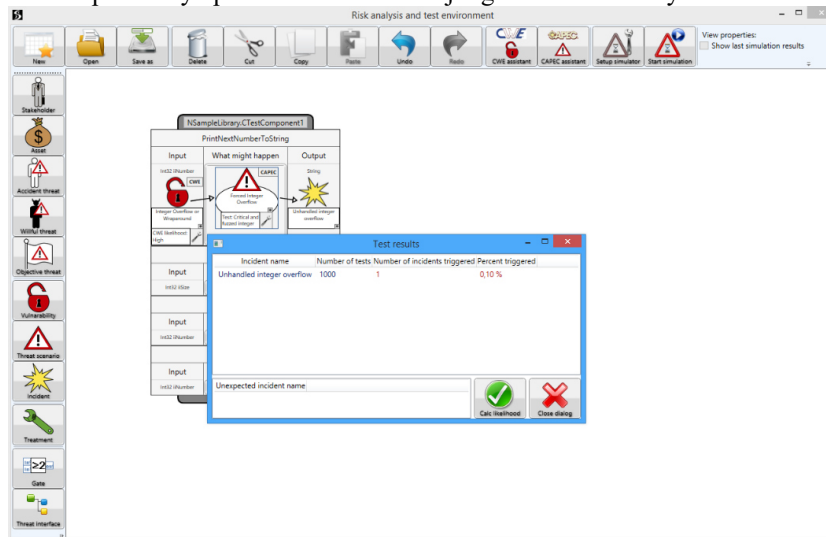 Risk analysis and test environment
New
Open
Save as
Delete
Cut
Copy
Paste
Undo
Redo
CWE
CWE assistant
CAPEC
CAPEC assistant
Setup simulator
Start simulation
View properties:
Show last simulation results
Stakeholder
Asset
Accident threat
Willful threat
Objective threat
Vulnarability
Threat scenario
Incident
Treatment
≥2
Gate
Threat interface
NSampleLibrary.CTestComponent1
PrintNextNumberToString
Input
What might happen
Output
Int32 iNumber
CWE
CAPEC
String
Forced Integer
Overflow
Integer Overflow or
Wraparound
Test: Critical and
fuzzed integer
Unhandled integer
overflow
CWE likelihood:
High
Input
Int32 iSize
Input
Int32 iNumber
Input
Int32 iNumber
Test results
Incident name Number of tests Number of incidents triggered Percent triggered
Unhandled integer overflow 1000 1 0,10 %
Unexpected incident name
Calc likelihood
Close dialog